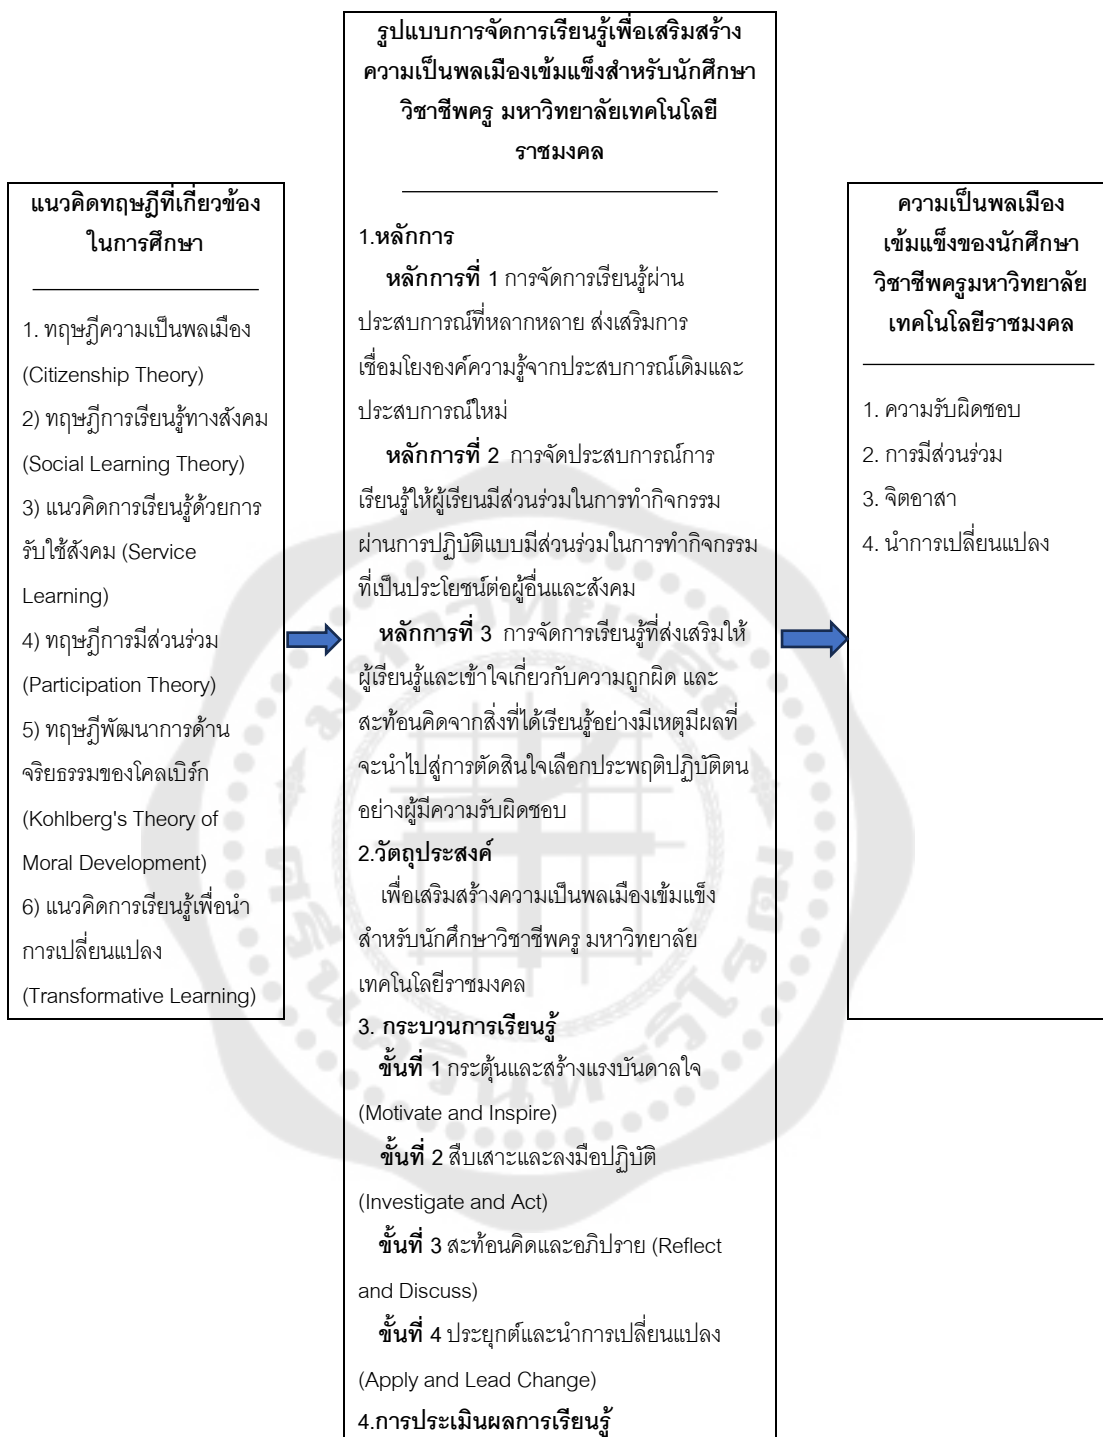 แนวคิดทฤษฎีที่เกี่ยวข้อง
ในการศึกษา
1. ทฤษฎีความเป็นพลเมือง
(Citizenship Theory)
2) ทฤษฎีการเรียนรู้ทางสังคม
(Social Learning Theory)
3) แนวคิดการเรียนรู้ด้วยการ
รับใช้สังคม (Service
Learning)
4) ทฤษฎีการมีส่วนร่วม
(Participation Theory)
5) ทฤษฎีพัฒนาการด้าน
จริยธรรมของโคลเบิร์ก
(Kohlberg's Theory of
Moral Development)
6) แนวคิดการเรียนรู้เพื่อนำ
การเปลี่ยนแปลง
(Transformative Learning)
รูปแบบการจัดการเรียนรู้เพื่อเสริมสร้าง
ความเป็นพลเมืองเข้มแข็งสำหรับนักศึกษา
วิชาชีพครู มหาวิทยาลัยเทคโนโลยี
ราชมงคล
1.หลักการ
หลักการที่ 1 การจัดการเรียนรู้ผ่าน
ประสบการณ์ที่หลากหลาย ส่งเสริมการ
เชื่อมโยงองค์ความรู้จากประสบการณ์เดิมและ
ประสบการณ์ใหม่
หลักการที่ 2 การจัดประสบการณ์การ
เรียนรู้ให้ผู้เรียนมีส่วนร่วมในการทำกิจกรรม
ผ่านการปฏิบัติแบบมีส่วนร่วมในการทำกิจกรรม
ที่เป็นประโยชน์ต่อผู้อื่นและสังคม
หลักการที่ 3 การจัดการเรียนรู้ที่ส่งเสริมให้
ผู้เรียนรู้และเข้าใจเกี่ยวกับความถูกผิด และ
สะท้อนคิดจากสิ่งที่ได้เรียนรู้อย่างมีเหตุมีผลที่
จะนำไปสู่การตัดสินใจเลือกประพฤติปฏิบัติตน
อย่างผู้มีความรับผิดชอบ
2.วัตถุประสงค์
เพื่อเสริมสร้างความเป็นพลเมืองเข้มแข็ง
สำหรับนักศึกษาวิชาชีพครู มหาวิทยาลัย
เทคโนโลยีราชมงคล
3. กระบวนการเรียนรู้
ขั้นที่ 1 กระตุ้นและสร้างแรงบันดาลใจ
(Motivate and Inspire)
ขั้นที่ 2 สืบเสาะและลงมือปฏิบัติ
(Investigate and Act)
ขั้นที่ 3 สะท้อนคิดและอภิปราย (Reflect
and Discuss)
ขั้นที่ 4 ประยุกต์และนำการเปลี่ยนแปลง
(Apply and Lead Change)
4.การประเมินผลการเรียนรู้
ความเป็นพลเมือง
เข้มแข็งของนักศึกษา
วิชาชีพครูมหาวิทยาลัย
เทคโนโลยีราชมงคล
1. ความรับผิดชอบ
2. การมีส่วนร่วม
3. จิตอาสา
4. นำการเปลี่ยนแปลง
มหาวิทยาลัย
ศรีนครินทรวิโรฒ